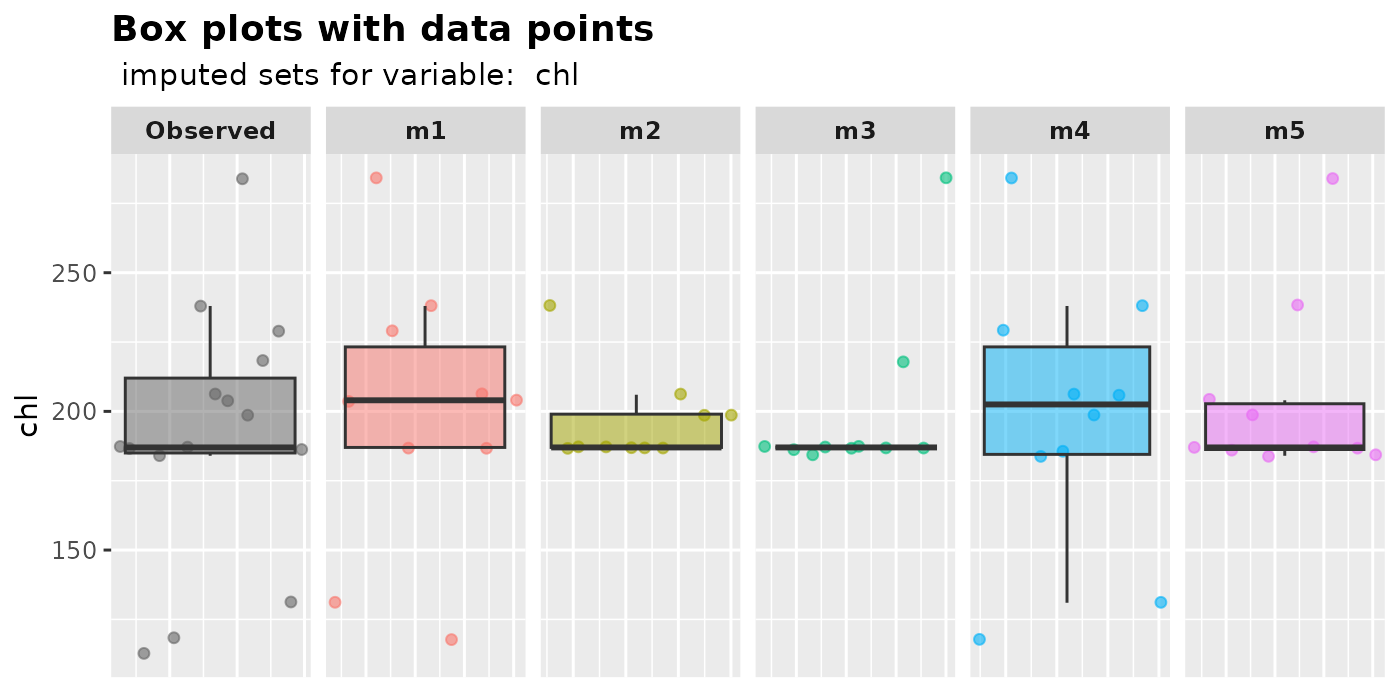 Box plots with data points
imputed sets for variable:  chl
Observed m1 m2 m3 m4 m5
250
200
150
chl